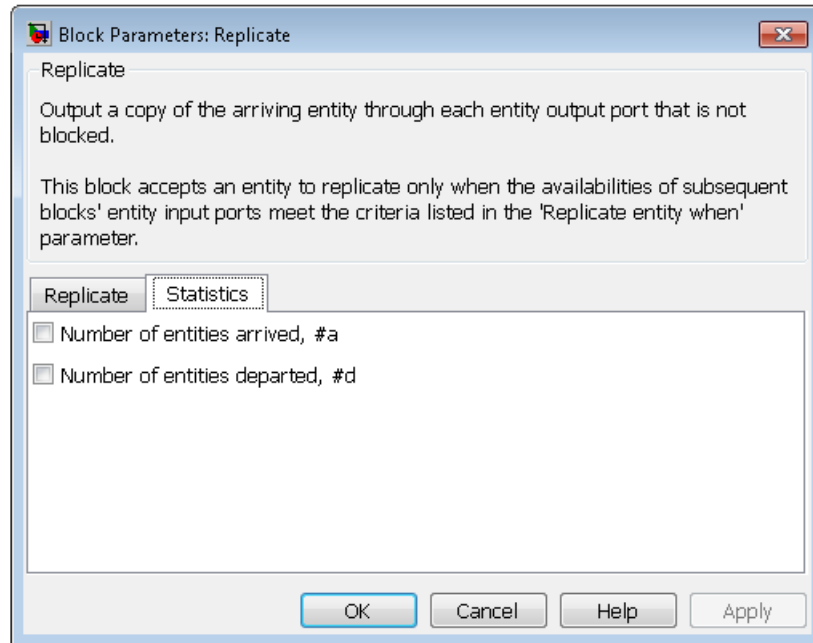 Block Parameters: Replicate
Replicate
Output a copy of the arriving entity through each entity output port that is not
blocked.
This block accepts an entity to replicate only when the availabilities of subsequent
blocks' entity input ports meet the criteria listed in the 'Replicate entity when'
parameter.
Replicate Statistics
Number of entities arrived, #a
Number of entities departed, #d
OK Cancel Help Apply